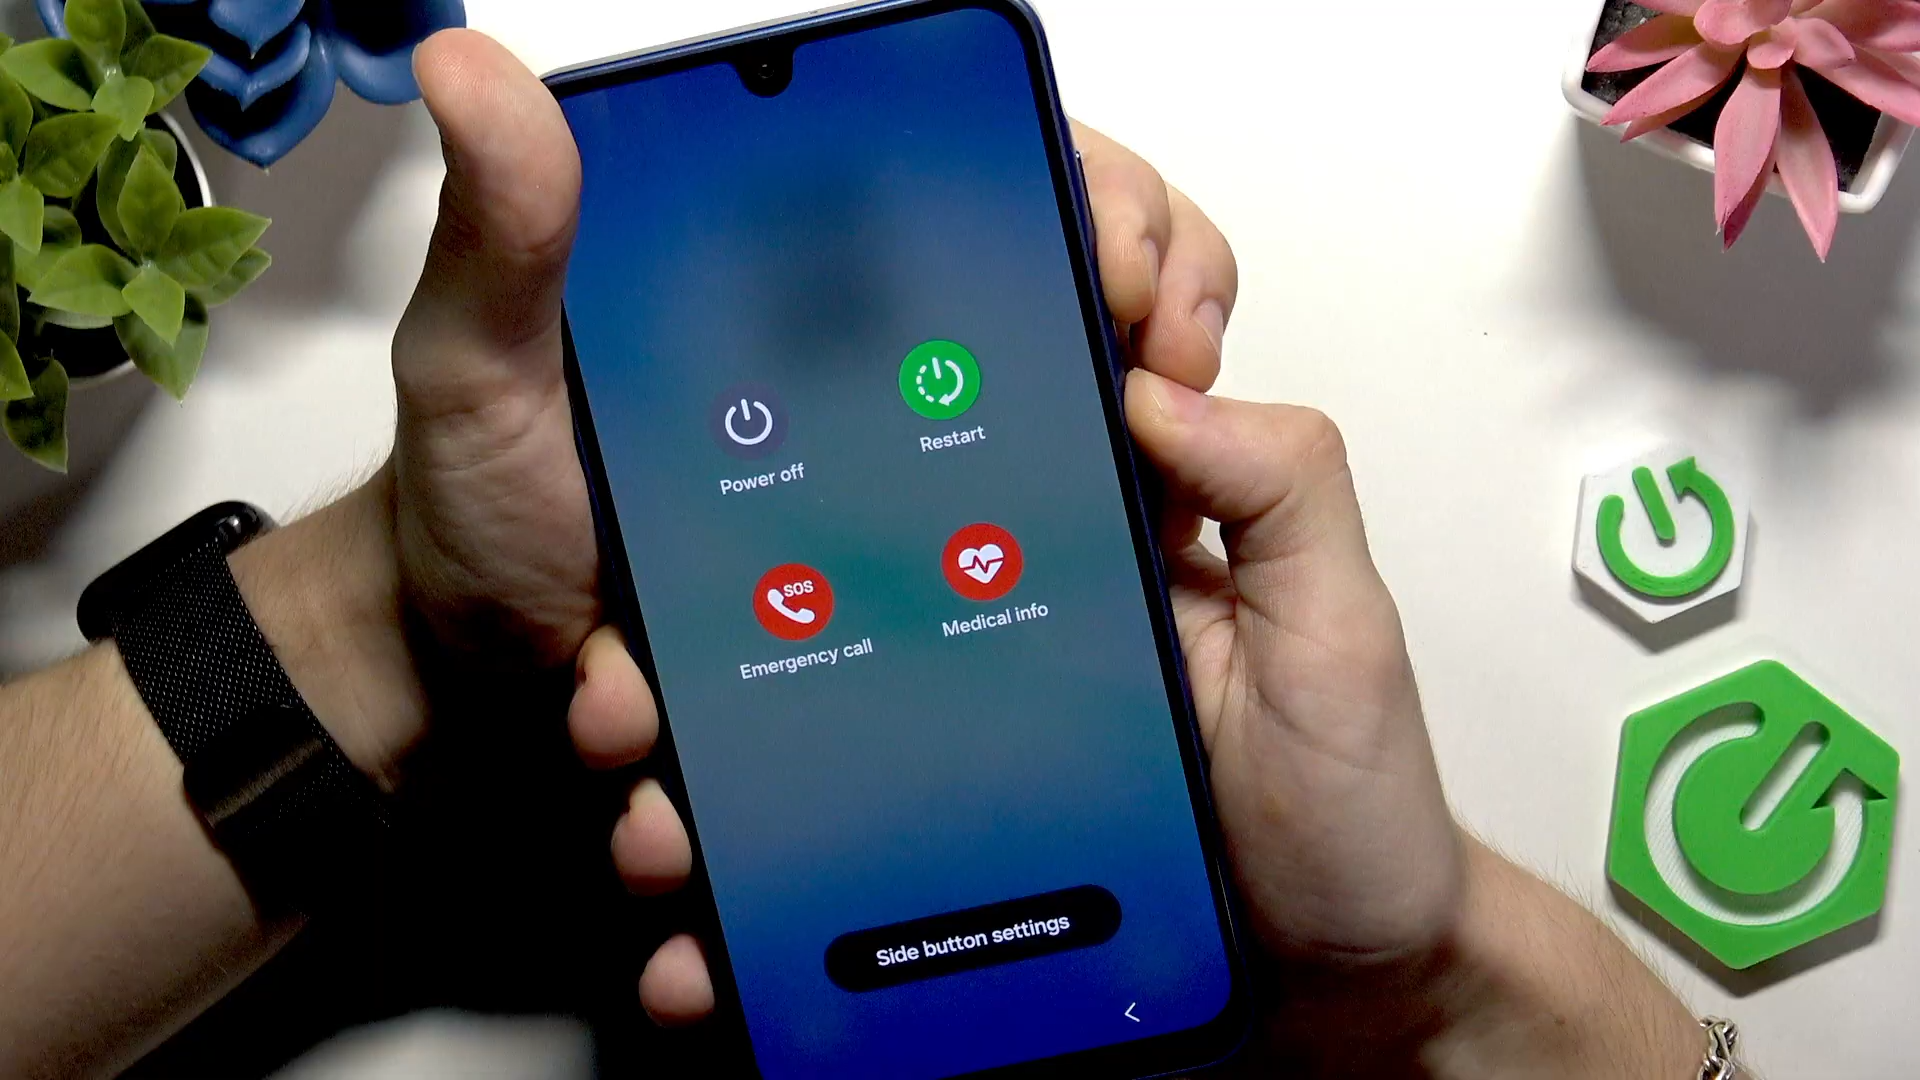 Power off
Restart
SOS
Emergency call
Medical info
Side button settings